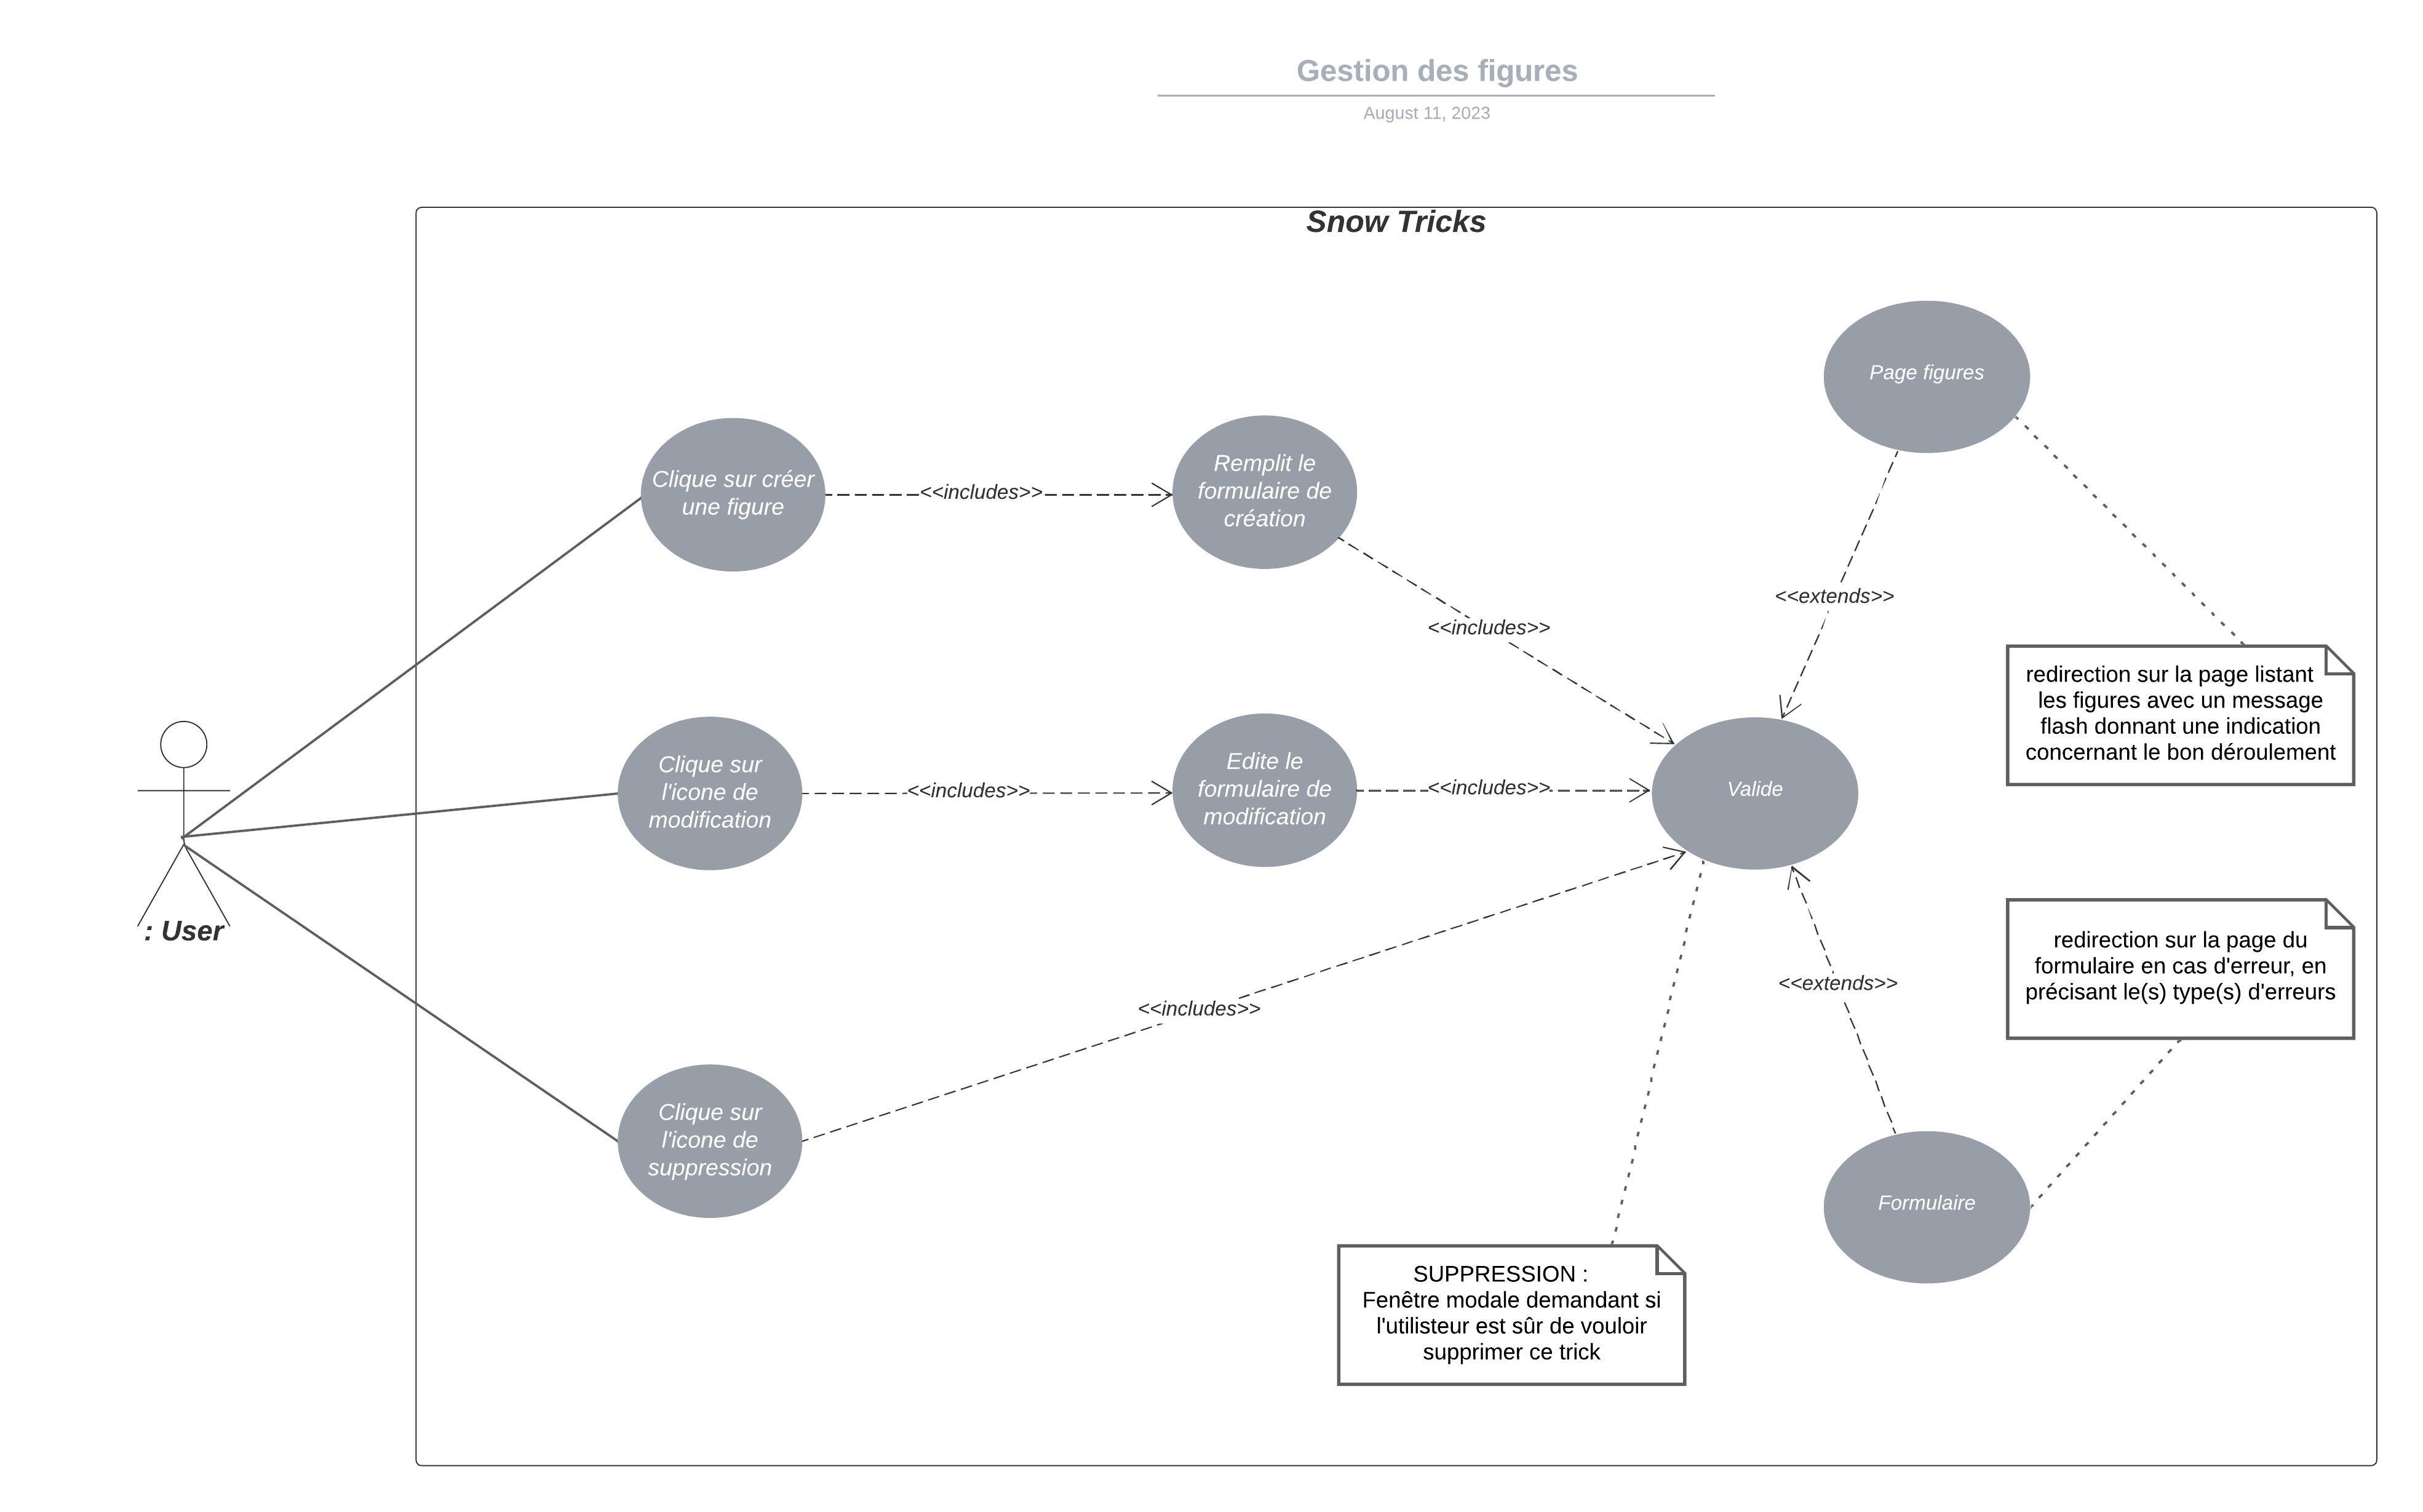 Gestion des figures
August 11, 2023
Snow Tricks
Page figures
Clique sur créer
une figure
<<includes>>
Remplit le
formulaire de
création
<<includes>>
<<extends>>
redirection sur la page listant
les figures avec un message
flash donnant une indication
concernant le bon déroulement
: User
Clique sur
l'icone de
modification
<<includes>>
Edite le
formulaire de
modification
<<includes>>
Valide
redirection sur la page du
formulaire en cas d'erreur, en
précisant le(s) type(s) d'erreurs
<<extends>>
<<includes>>
Clique sur
l'icone de
suppression
Formulaire
SUPPRESSION :
Fenêtre modale demandant si
l'utilisteur est sûr de vouloir
supprimer ce trick